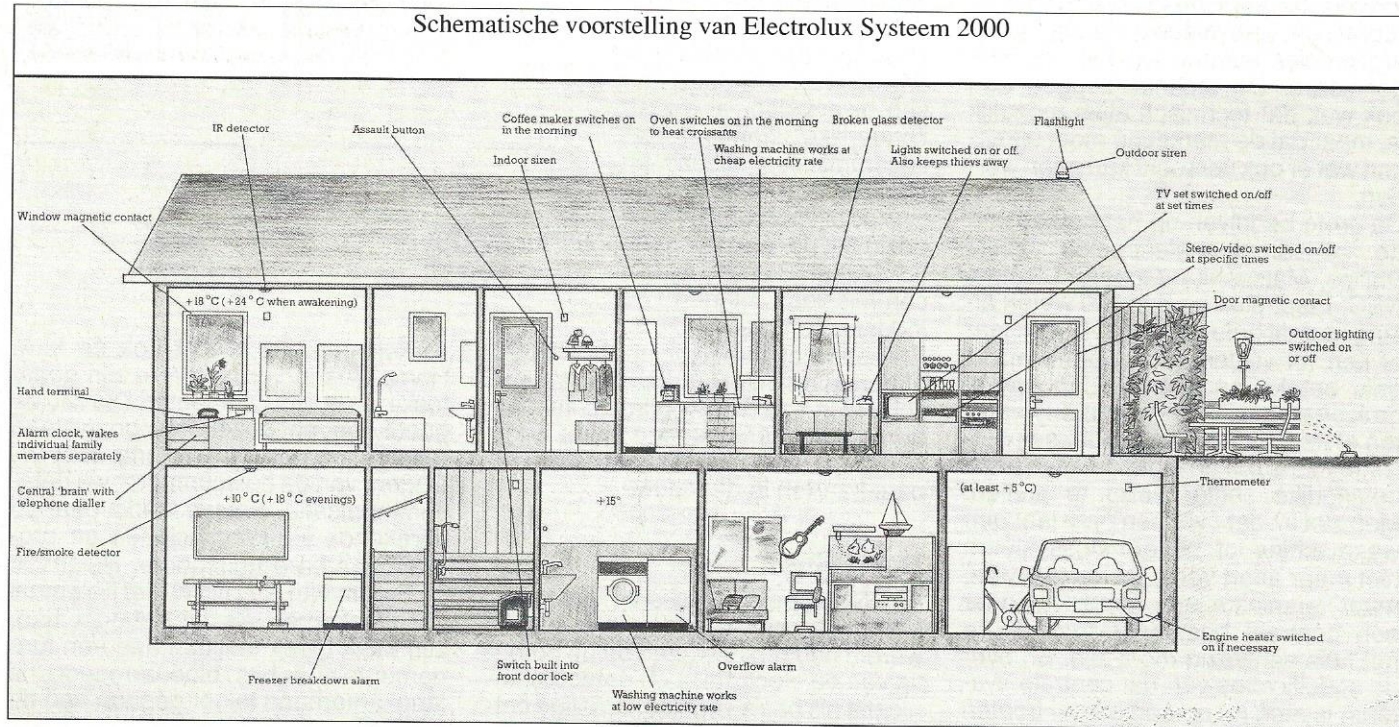 Schematische voorstelling van Electrolux Systeem 2000
IR detector
Assault button
Coffee maker switches on
in the morning
Indoor siren
Oven switches on in the morning
to heat croissants
Washing machine works at
cheap electricity rate
Broken glass detector
Lights switched on or off.
Also keeps thievs away
Flashlight
Outdoor siren
TV set switched on/off
at set times
Stereo/video switched on/off
at specific times
Door magnetic contact
Outdoor lighting
switched on
or off
Window magnetic contact
+18°C (+24°C when awakening)
Hand terminal
Alarm clock, wakes
individual family
members separately
Central 'brain' with
telephone dialler
Fire/smoke detector
+10°C (+18°C evenings)
+15°
(at least +5°C)
Thermometer
Freezer breakdown alarm
Switch built into
front door lock
Washing machine works
at low electricity rate
Overflow alarm
Engine heater switched
on if necessary